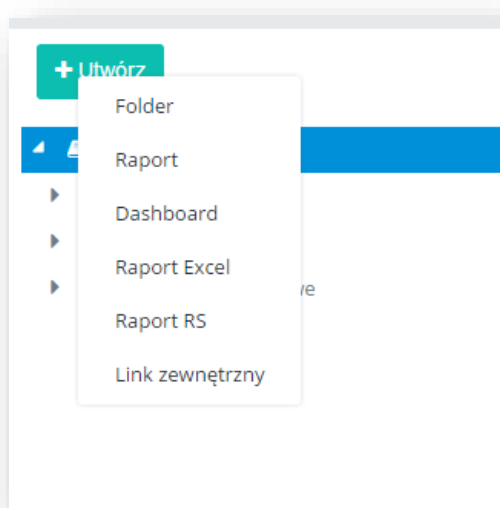 + Utwórz
Folder
Raport
Dashboard
Raport Excel
Raport RS
Link zewnętrzny